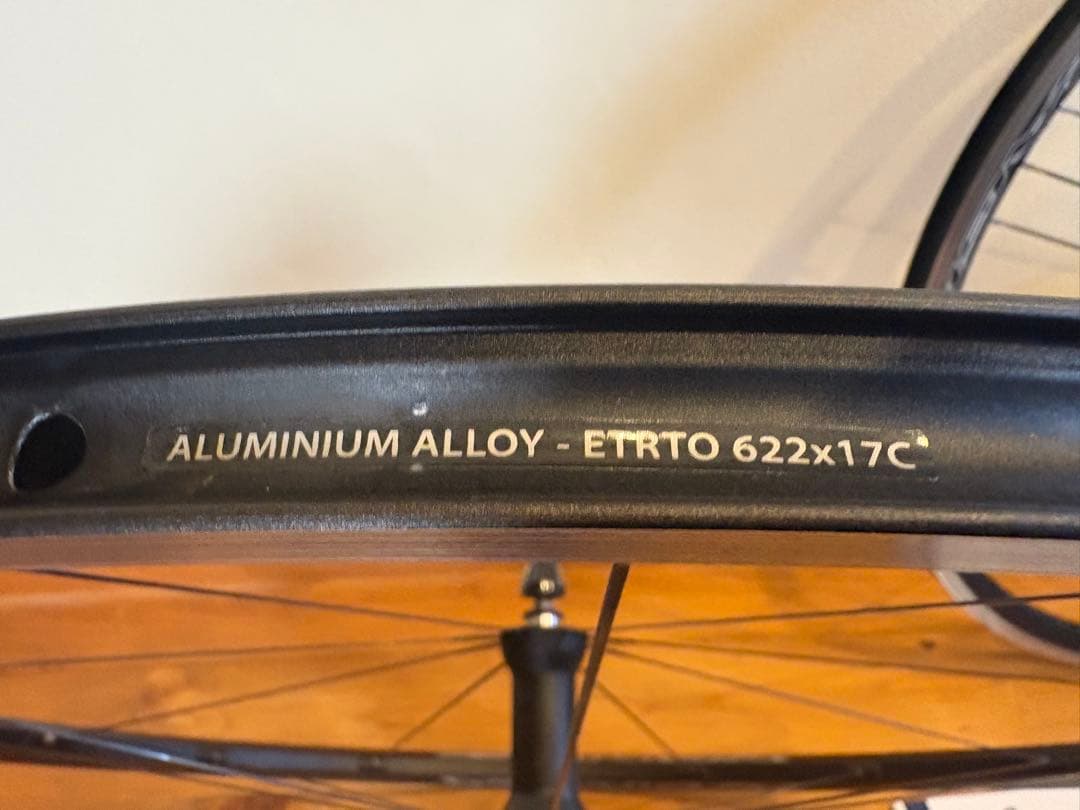 ALUMINIUM ALLOY - ETRTO 622x17C